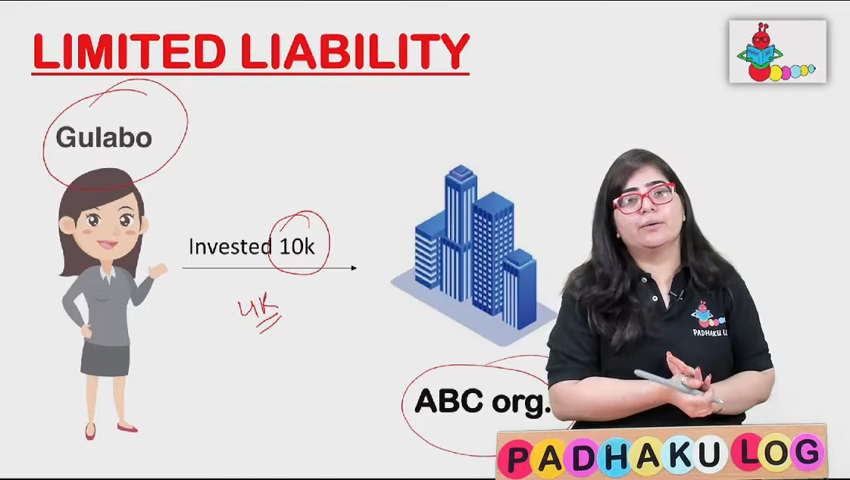 LIMITED LIABILITY
Gulabo
Invested 10k
4K
ABC org.
PADHAKU L
PADHAKU LOG